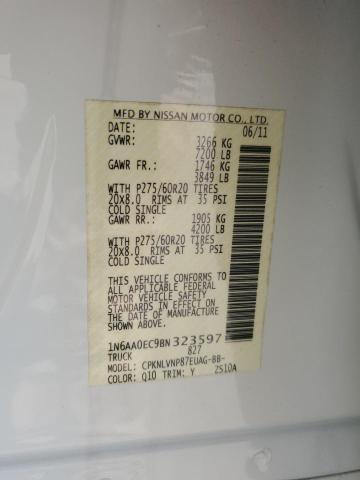 MFD BY NISSAN MOTOR CO., LTD.
DATE: 06/11
GVWR: 3266 KG
7200 LB
GAWR FR.: 1746 KG
3849 LB
WITH P275/60R20 TIRES
20x8.0 RIMS AT 35 PSI
COLD SINGLE
GAWR RR.: 1905 KG
4200 LB
WITH P275/60R20 TIRES
20x8.0 RIMS AT 35 PSI
COLD SINGLE
THIS VEHICLE CONFORMS TO
ALL APPLICABLE FEDERAL
MOTOR VEHICLE SAFETY
STANDARDS IN EFFECT ON
THE DATE OF MANUFACTURE
SHOWN ABOVE.
1N6AA0EC9BN323597
TRUCK 827
MODEL: CPKNLVNP87EUAG-BB-
COLOR: Q10 TRIM: Y ZS10A